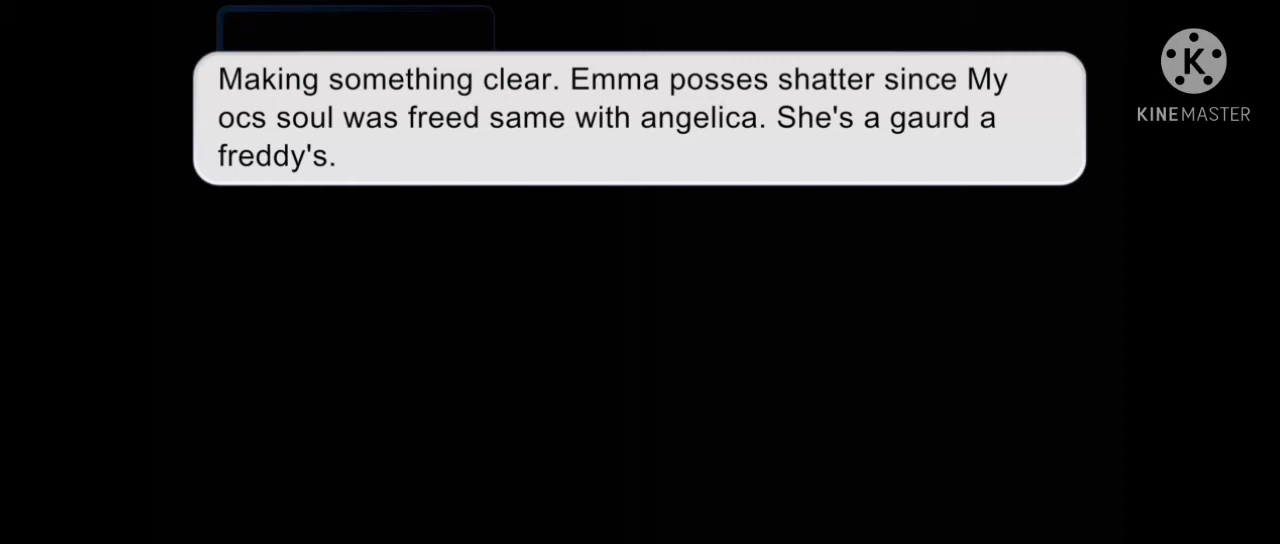 Making something clear. Emma posses shatter since My
ocs soul was freed same with angelica. She's a gaurd a
freddy's.
K
KINEMASTER